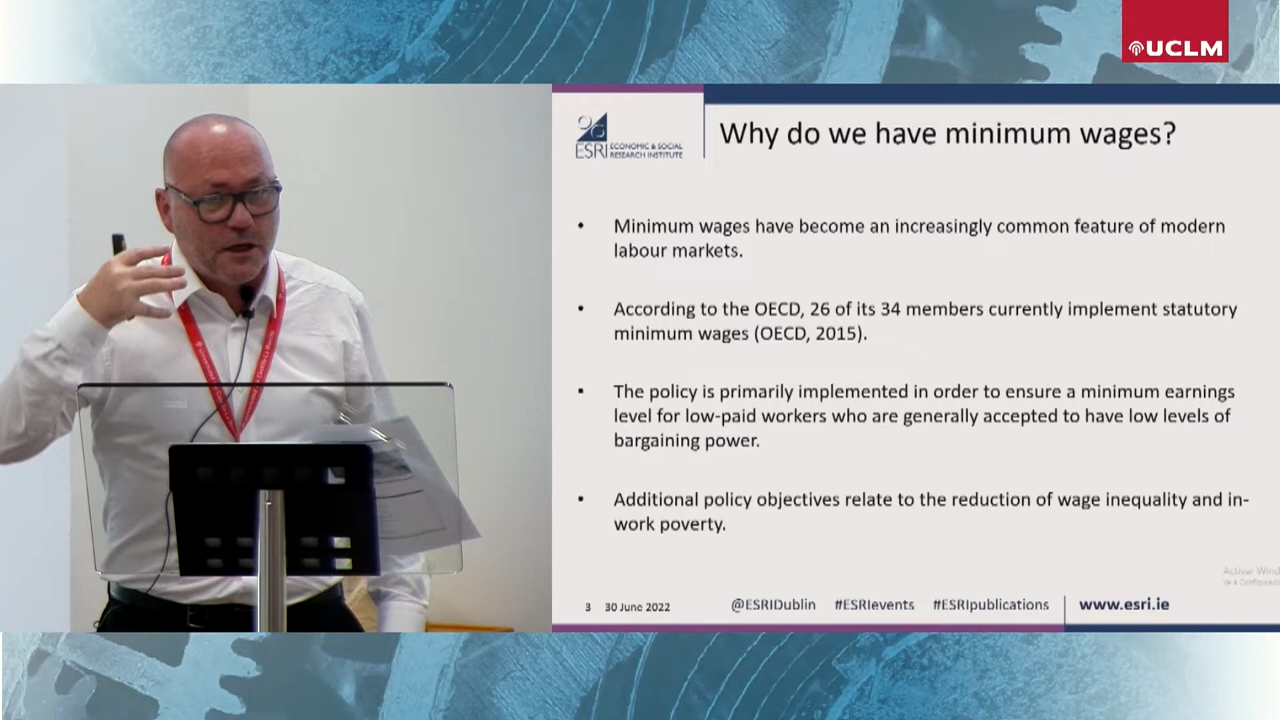 UCLM
ESRI ECONOMIC & SOCIAL
RESEARCH INSTITUTE
Why do we have minimum wages?
• Minimum wages have become an increasingly common feature of modern
labour markets.
• According to the OECD, 26 of its 34 members currently implement statutory
minimum wages (OECD, 2015).
• The policy is primarily implemented in order to ensure a minimum earnings
level for low-paid workers who are generally accepted to have low levels of
bargaining power.
• Additional policy objectives relate to the reduction of wage inequality and in-
work poverty.
Activar Wind
3 30 June 2022 @ESRIDublin #ESRIevents #ESRIpublications www.esri.ie